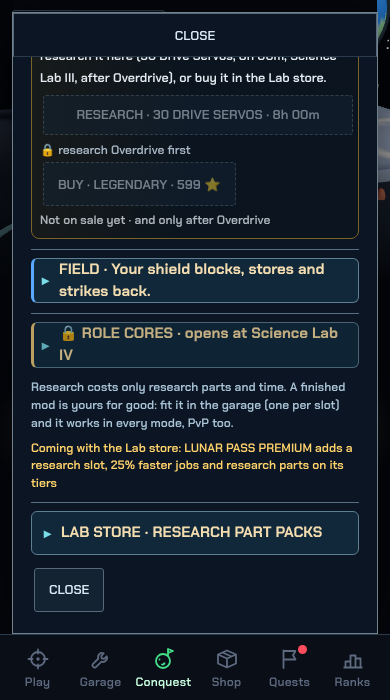 CLOSE
research it here (30 Drive Servos, 8h 00m, Science
Lab III, after Overdrive), or buy it in the Lab store.
RESEARCH · 30 DRIVE SERVOS · 8h 00m
🔒 research Overdrive first
BUY · LEGENDARY · 599 ⭐
Not on sale yet · and only after Overdrive
▸ FIELD · Your shield blocks, stores and
strikes back.
▸ 🔒 ROLE CORES · opens at Science Lab
IV
Research costs only research parts and time. A finished
mod is yours for good: fit it in the garage (one per slot)
and it works in every mode, PvP too.
Coming with the Lab store: LUNAR PASS PREMIUM adds a
research slot, 25% faster jobs and research parts on its
tiers
▸ LAB STORE · RESEARCH PART PACKS
CLOSE
Play Garage Conquest Shop Quests Ranks